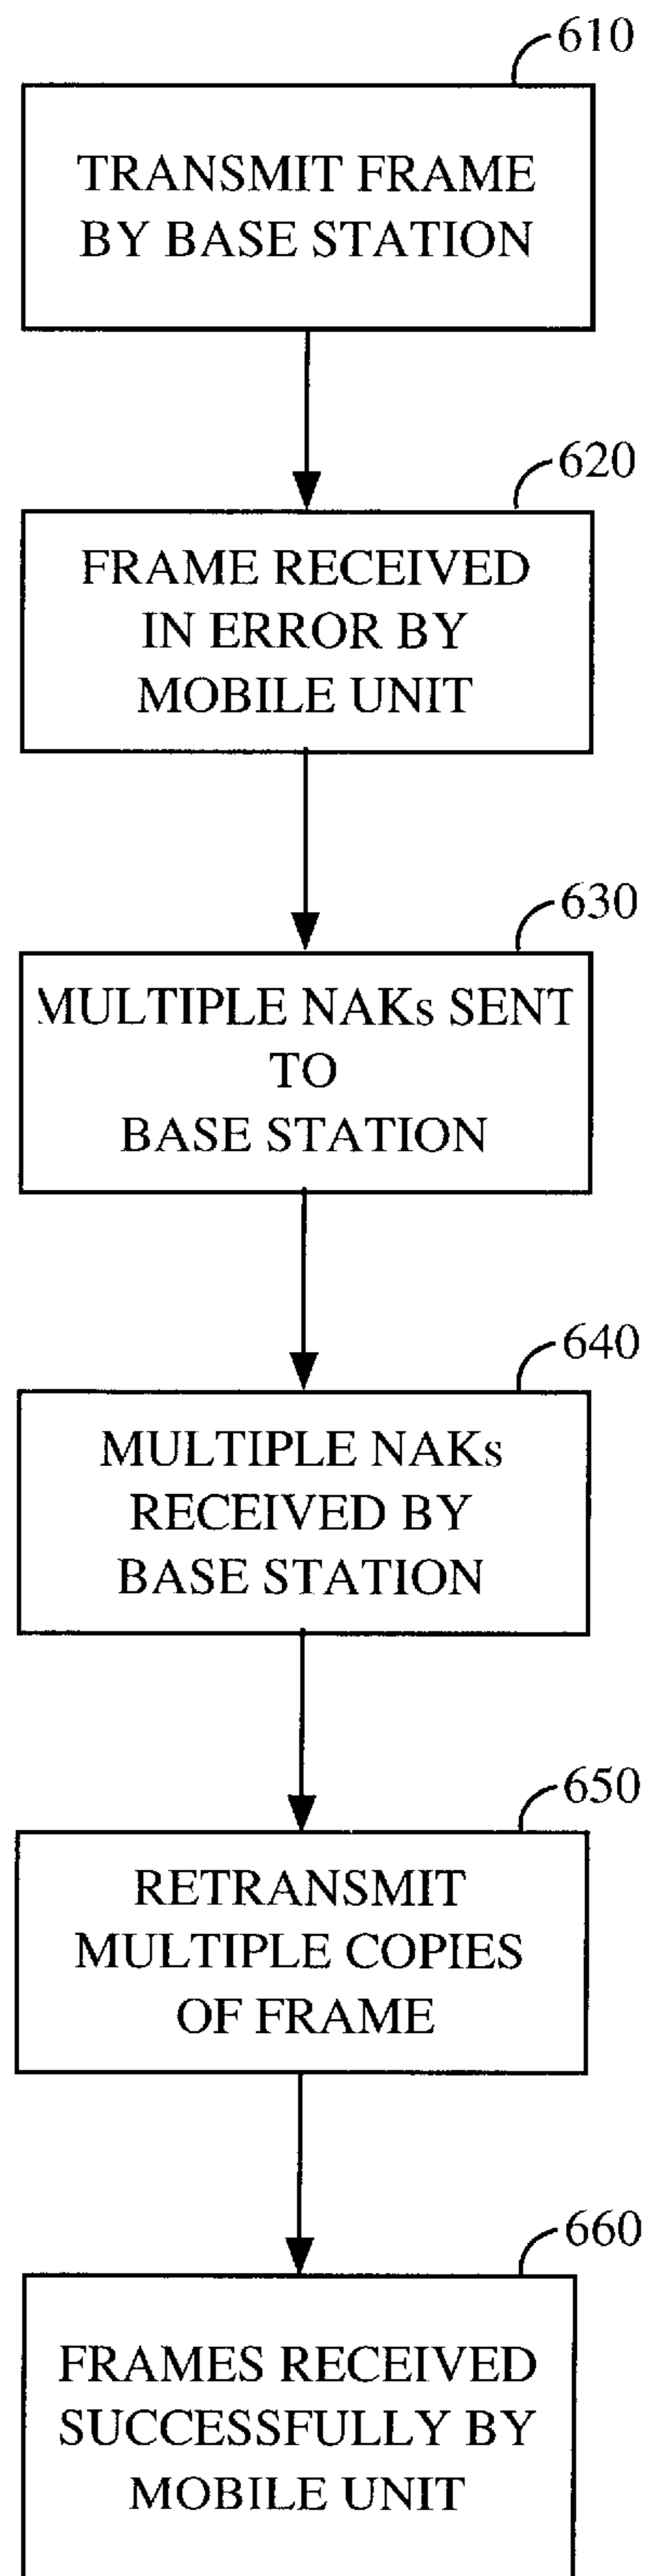 610
TRANSMIT FRAME
BY BASE STATION
620
FRAME RECEIVED
IN ERROR BY
MOBILE UNIT
630
MULTIPLE NAKs SENT
TO
BASE STATION
640
MULTIPLE NAKs
RECEIVED BY
BASE STATION
650
RETRANSMIT
MULTIPLE COPIES
OF FRAME
660
FRAMES RECEIVED
SUCCESSFULLY BY
MOBILE UNIT